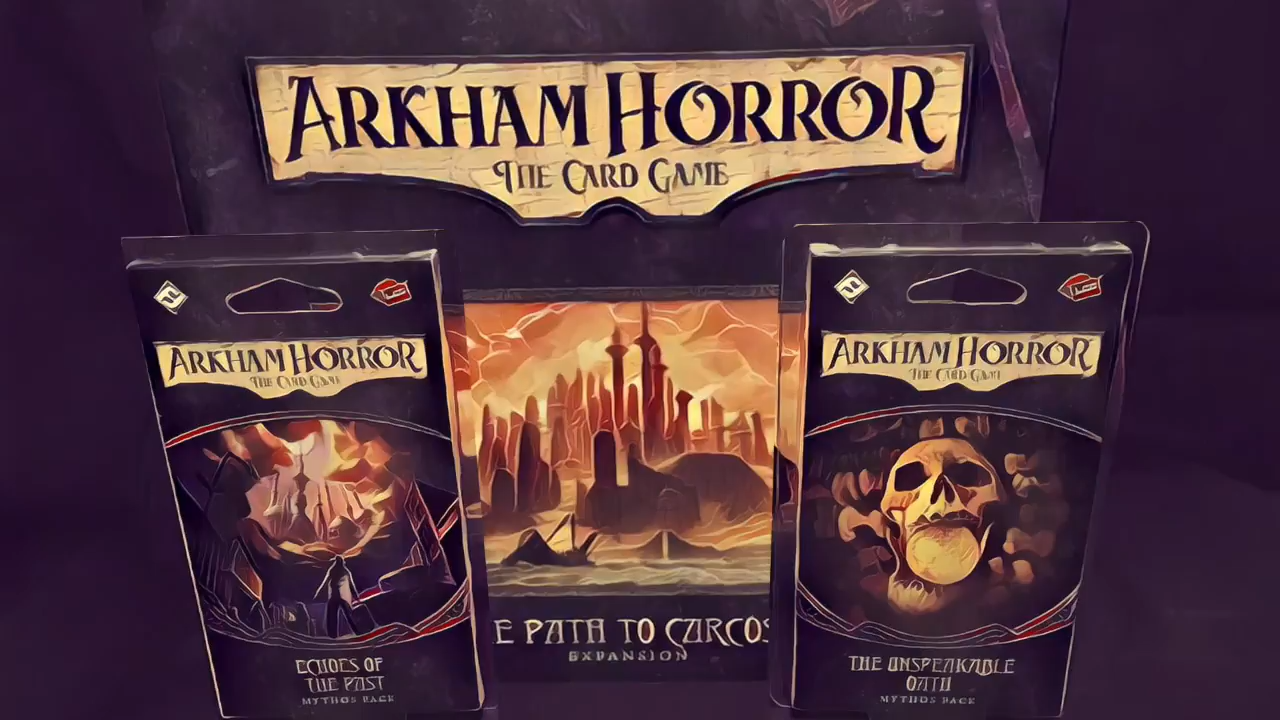 ARKHAM HORROR
THE CARD GAME
ARKHAM HORROR
THE CARD GAME
ECHOES OF
THE PAST
MYTHOS PACK
E PATH TO CARCOS
EXPANSION
ARKHAM HORROR
THE CARD GAME
THE UNSPEAKABLE
OATH
MYTHOS PACK